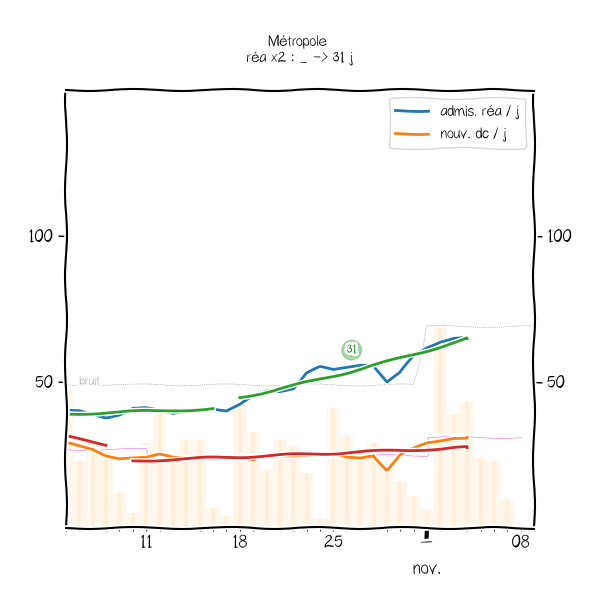 Métropole
réa x2 : _ -> 31 j
admis. réa / j
nouv. dc / j
100
100
31
50
50
bruit
11
18
25
1
08
nov.